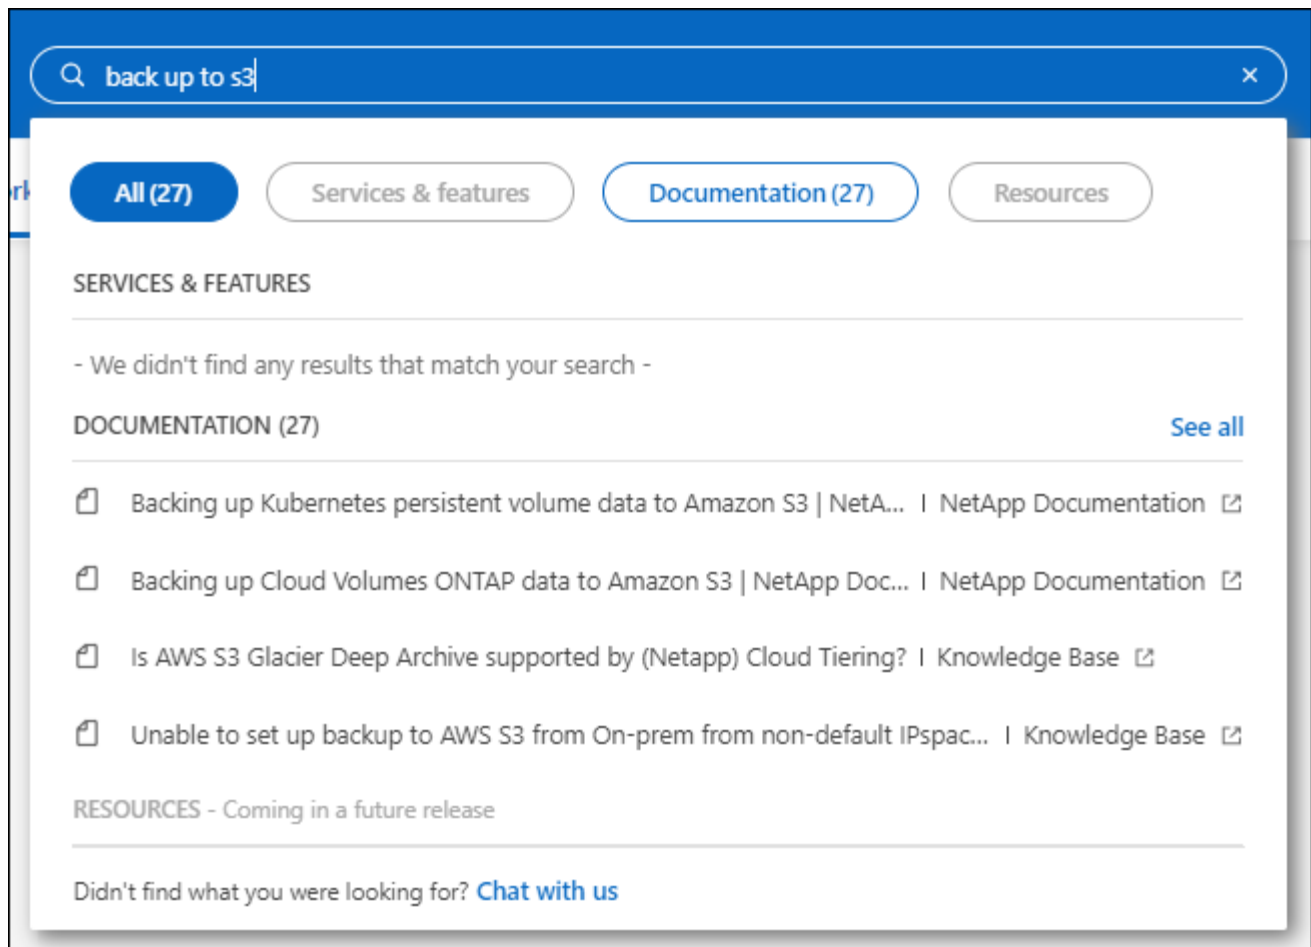 back up to s3
ork
All (27) Services & features Documentation (27) Resources
SERVICES & FEATURES
- We didn't find any results that match your search -
DOCUMENTATION (27) See all
Backing up Kubernetes persistent volume data to Amazon S3 | NetA... I NetApp Documentation
Backing up Cloud Volumes ONTAP data to Amazon S3 | NetApp Doc... I NetApp Documentation
Is AWS S3 Glacier Deep Archive supported by (Netapp) Cloud Tiering? I Knowledge Base
Unable to set up backup to AWS S3 from On-prem from non-default IPspac... I Knowledge Base
RESOURCES - Coming in a future release
Didn't find what you were looking for? Chat with us